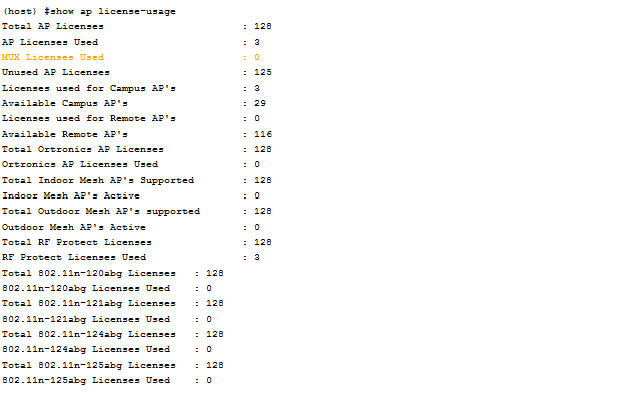 (host) #show ap license-usage
Total AP Licenses : 128
AP Licenses Used : 3
MUX Licenses Used : 0
Unused AP Licenses : 125
Licenses used for Campus AP's : 3
Available Campus AP's : 29
Licenses used for Remote AP's : 0
Available Remote AP's : 116
Total Ortronics AP Licenses : 128
Ortronics AP Licenses Used : 0
Total Indoor Mesh AP's Supported : 128
Indoor Mesh AP's Active : 0
Total Outdoor Mesh AP's supported : 128
Outdoor Mesh AP's Active : 0
Total RF Protect Licenses : 128
RF Protect Licenses Used : 3
Total 802.11n-120abg Licenses : 128
802.11n-120abg Licenses Used : 0
Total 802.11n-121abg Licenses : 128
802.11n-121abg Licenses Used : 0
Total 802.11n-124abg Licenses : 128
802.11n-124abg Licenses Used : 0
Total 802.11n-125abg Licenses : 128
802.11n-125abg Licenses Used : 0